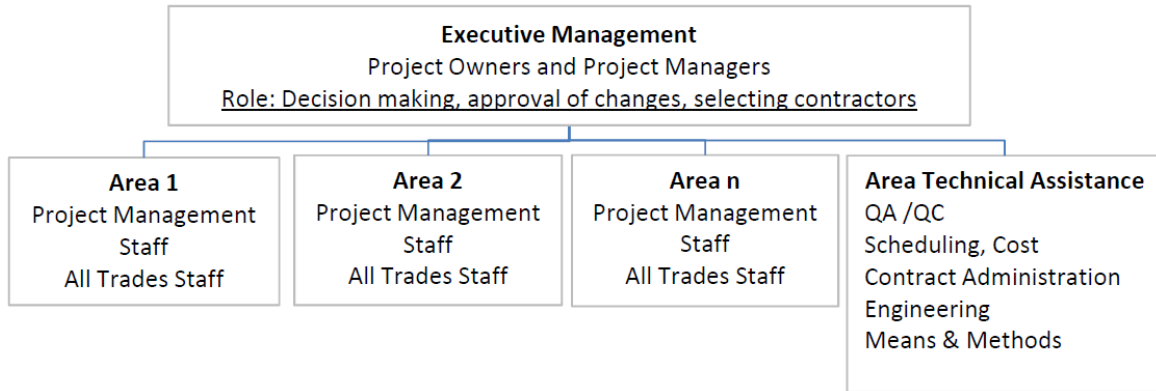 Executive Management
Project Owners and Project Managers
Role: Decision making, approval of changes, selecting contractors
Area 1
Project Management
Staff
All Trades Staff
Area 2
Project Management
Staff
All Trades Staff
Area n
Project Management
Staff
All Trades Staff
Area Technical Assistance
QA /QC
Scheduling, Cost
Contract Administration
Engineering
Means & Methods